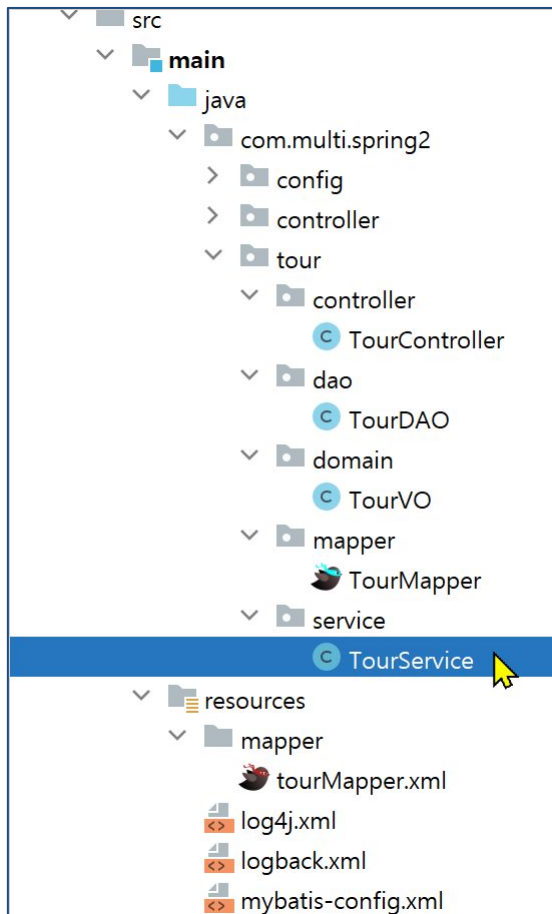 src
main
java
com.multi.spring2
config
controller
tour
controller
C TourController
dao
C TourDAO
domain
C TourVO
mapper
TourMapper
service
C TourService
resources
mapper
tourMapper.xml
<> log4j.xml
<> logback.xml
<> mybatis-config.xml